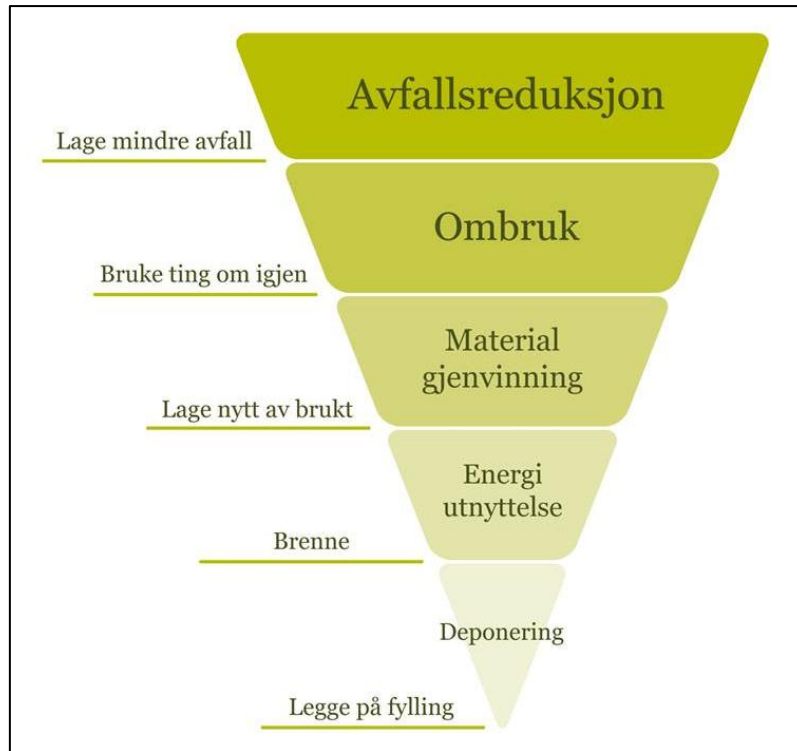 Avfallsreduksjon
Lage mindre avfall
Ombruk
Bruke ting om igjen
Material
gjenvinning
Lage nytt av brukt
Energi
utnyttelse
Brenne
Deponering
Legge på fylling